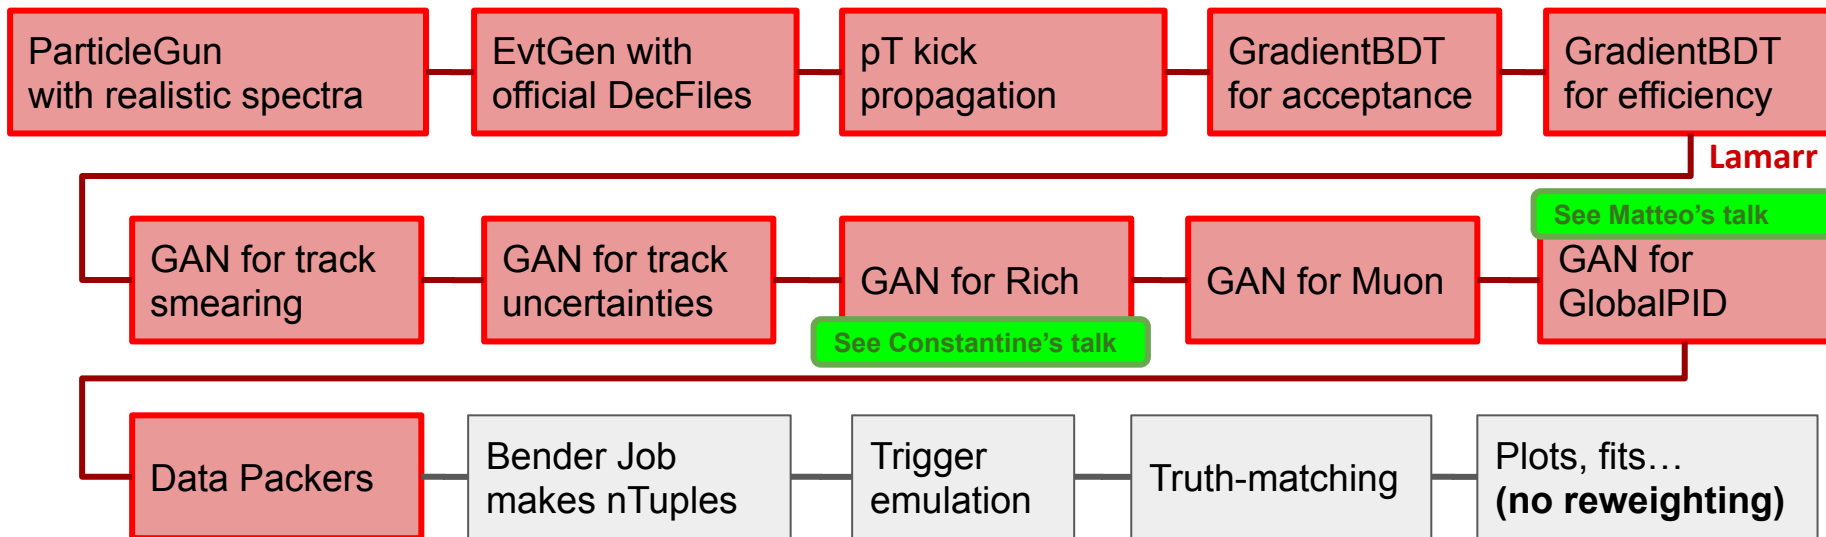 ParticleGun
with realistic spectra
EvtGen with
official DecFiles
pT kick
propagation
GradientBDT
for acceptance
GradientBDT
for efficiency
Lamarr
GAN for track
smearing
GAN for track
uncertainties
GAN for Rich
See Constantine's talk
GAN for Muon
See Matteo's talk
GAN for
GlobalPID
Data Packers
Bender Job
makes nTuples
Trigger
emulation
Truth-matching
Plots, fits…
(no reweighting)